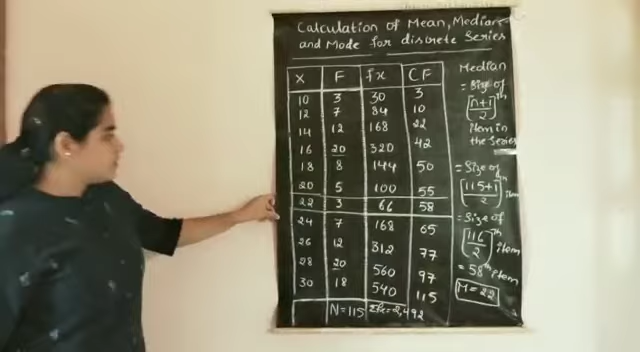 Calculation of Mean, Median
and Mode for discrete Series
X F fx CF
10 3 30 3
12 7 84 10
14 12 168 22
16 20 320 42
18 8 144 50
20 5 100 55
22 3 66 58
24 7 168 65
26 12 312 77
28 20 560 97
30 18 540 115
N=115 Σfx=2,492
Median
= Size of
[n+1/2]th
item in
the Series
= Size of
[115+1/2]th item
= Size of
[116/2]th item
= 58th item
M = 22